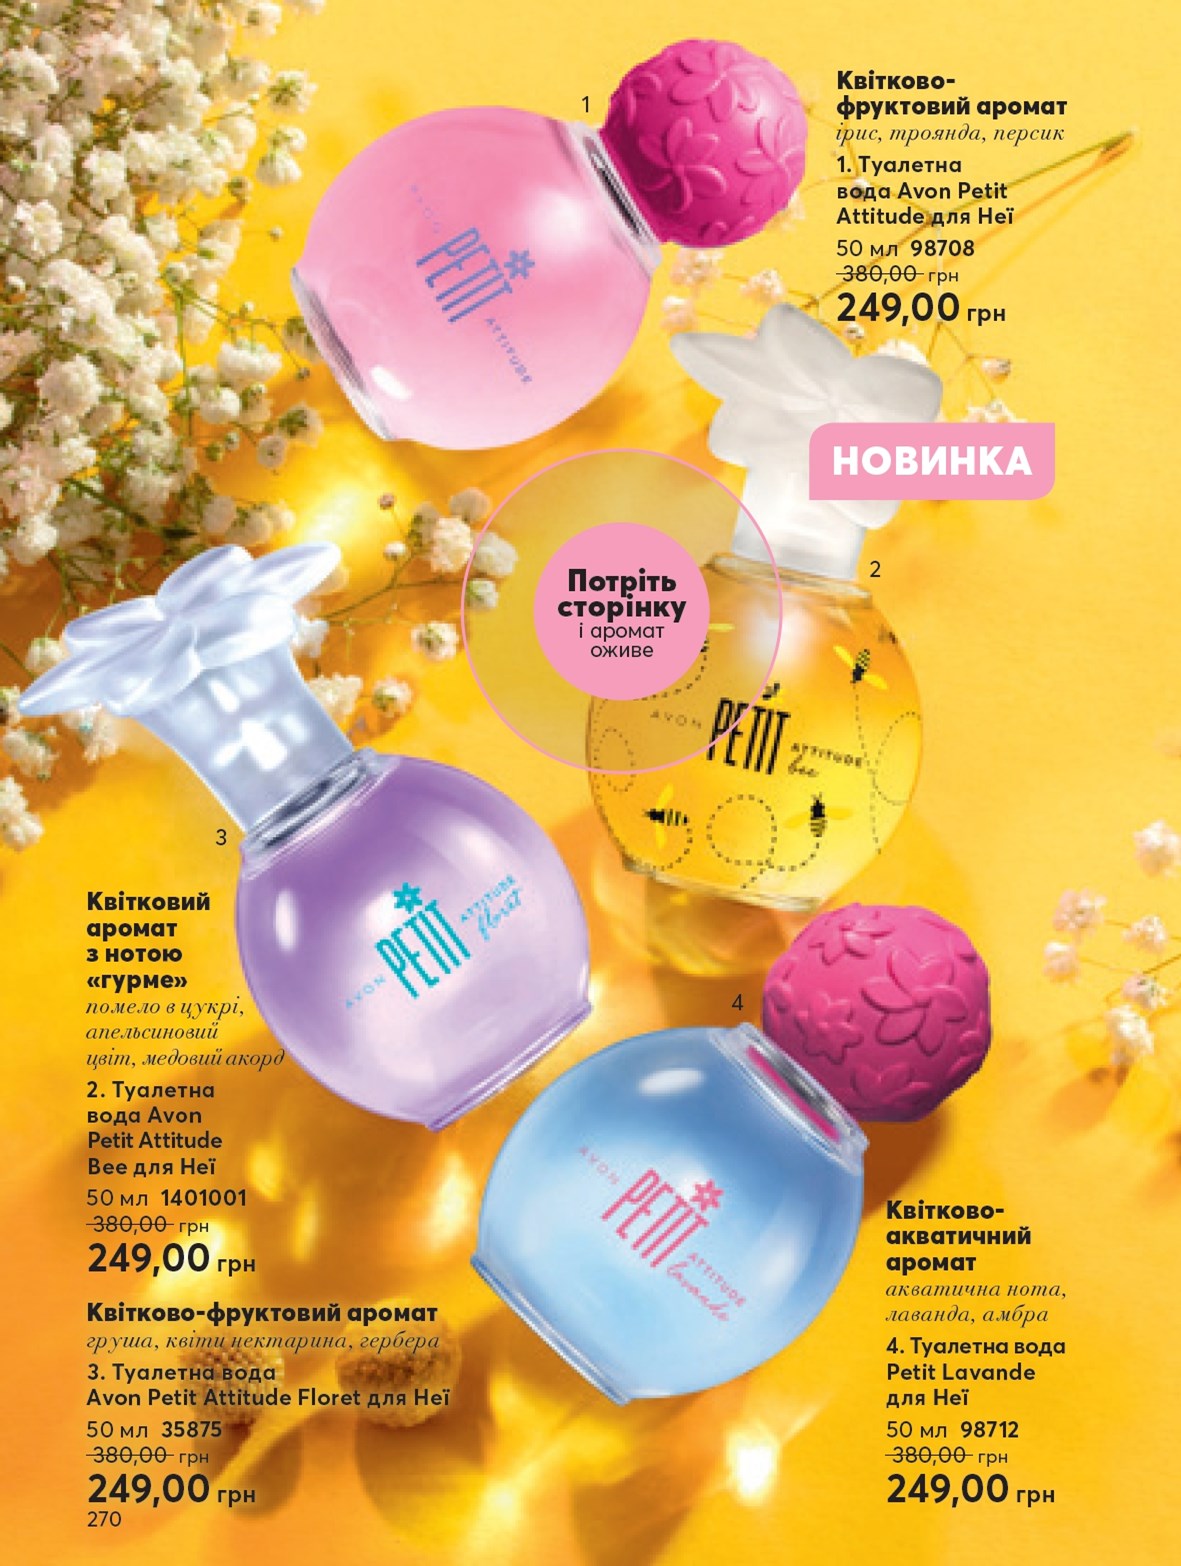 1
Квітково-
фруктовий аромат
ірис, троянда, персик
1. Туалетна
вода Avon Petit
Attitude для Неї
50 мл 98708
380,00 грн
249,00 грн
AVON
PETIT
ATTITUDE
НОВИНКА
2
Потріть
сторінку
і аромат
оживе
AVON
PETIT
ATTITUDE
bee
3
AVON
PETIT
ATTITUDE
floret
Квітковий
аромат
з нотою
«гурме»
помело в цукрі,
апельсиновий
цвіт, медовий акорд
2. Туалетна
вода Avon
Petit Attitude
Bee для Неї
50 мл 1401001
380,00 грн
249,00 грн
4
AVON
PETIT
ATTITUDE
lavande
Квітково-фруктовий аромат
груша, квіти нектарина, гербера
3. Туалетна вода
Avon Petit Attitude Floret для Неї
50 мл 35875
380,00 грн
249,00 грн
270
Квітково-
акватичний
аромат
акватична нота,
лаванда, амбра
4. Туалетна вода
Petit Lavande
для Неї
50 мл 98712
380,00 грн
249,00 грн